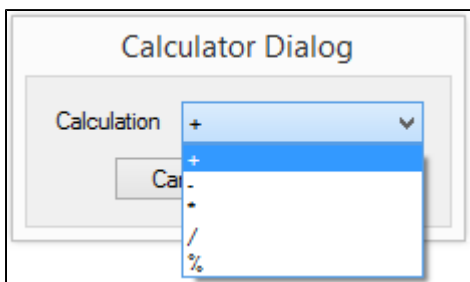 Calculator Dialog
Calculation +
+
-
*
/
%